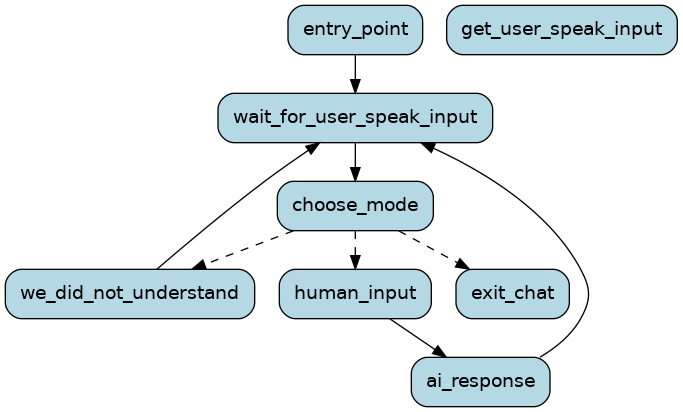 entry_point
get_user_speak_input
wait_for_user_speak_input
choose_mode
we_did_not_understand
human_input
exit_chat
ai_response